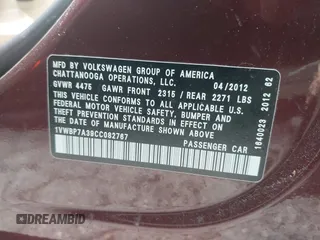 MFD BY VOLKSWAGEN GROUP OF AMERICA
CHATTANOOGA OPERATIONS, LLC. 04/2012
GVWR 4475 GAWR FRONT 2315 / REAR 2271 LBS
THIS VEHICLE CONFORMS TO ALL APPLICABLE U.S.
FEDERAL MOTOR VEHICLE SAFETY, BUMPER, AND
THEFT PREVENTION STANDARDS IN EFFECT ON
THE DATE OF MANUFACTURE SHOWN ABOVE.
1VWBP7A39CC082767 PASSENGER CAR
1640023 2012 62
DREAMBID